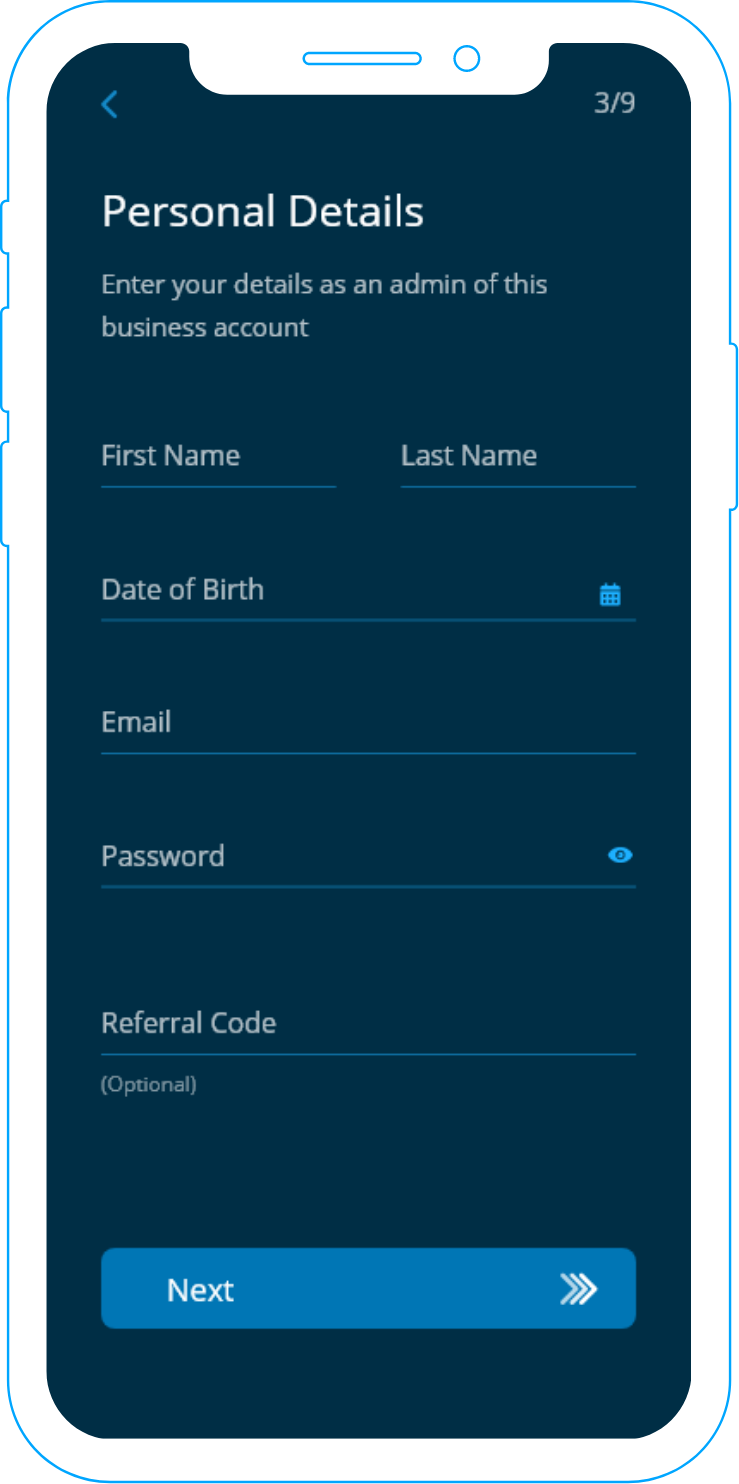 3/9
Personal Details
Enter your details as an admin of this
business account
First Name
Last Name
Date of Birth
Email
Password
Referral Code
(Optional)
Next